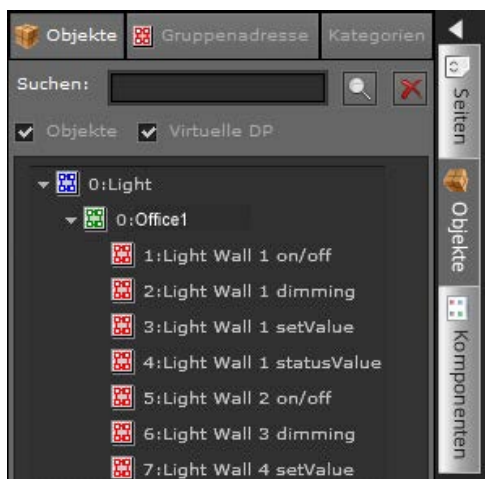 Objekte Gruppenadresse Kategorien
Suchen:
Objekte Virtuelle DP
0:Light
0:Office1
1:Light Wall 1 on/off
2:Light Wall 1 dimming
3:Light Wall 1 setValue
4:Light Wall 1 statusValue
5:Light Wall 2 on/off
6:Light Wall 3 dimming
7:Light Wall 4 setValue
Seiten
Objekte
Komponenten